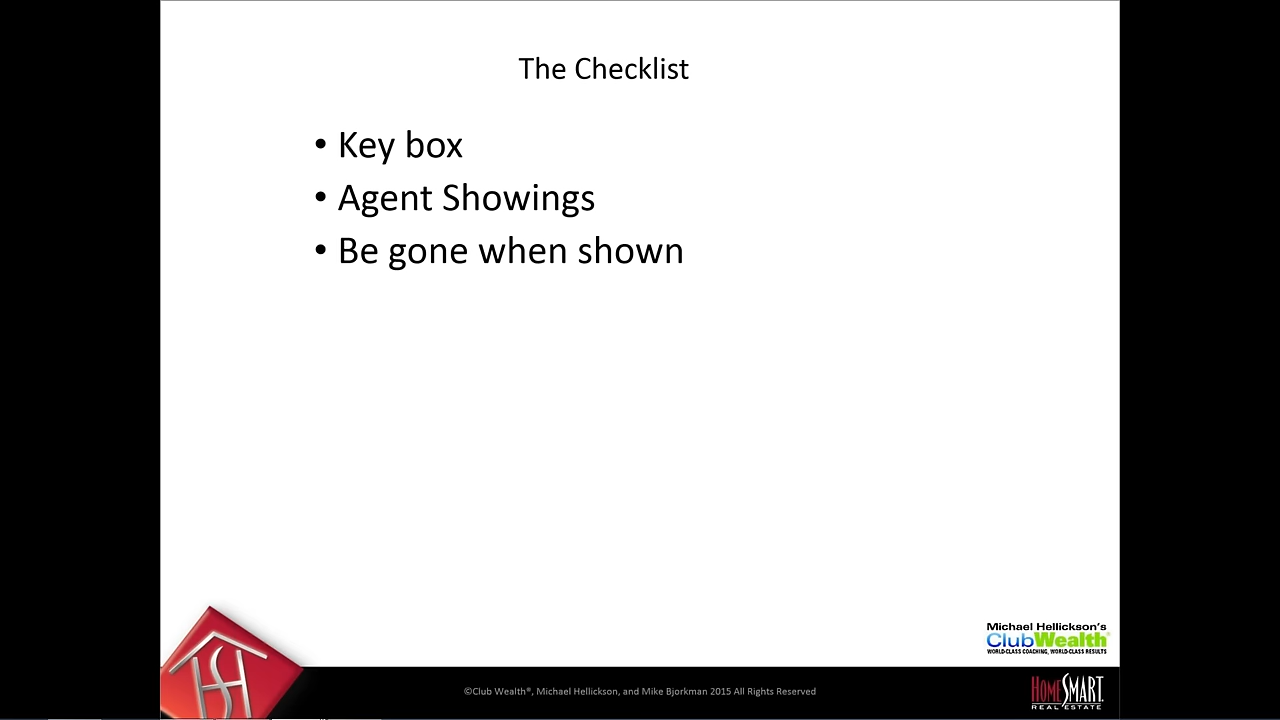 The Checklist
• Key box
• Agent Showings
• Be gone when shown
Michael Hellickson's
ClubWealth®
WORLD-CLASS COACHING, WORLD-CLASS RESULTS
©Club Wealth®, Michael Hellickson, and Mike Bjorkman 2015 All Rights Reserved
HS
HOMESMART
REAL ESTATE